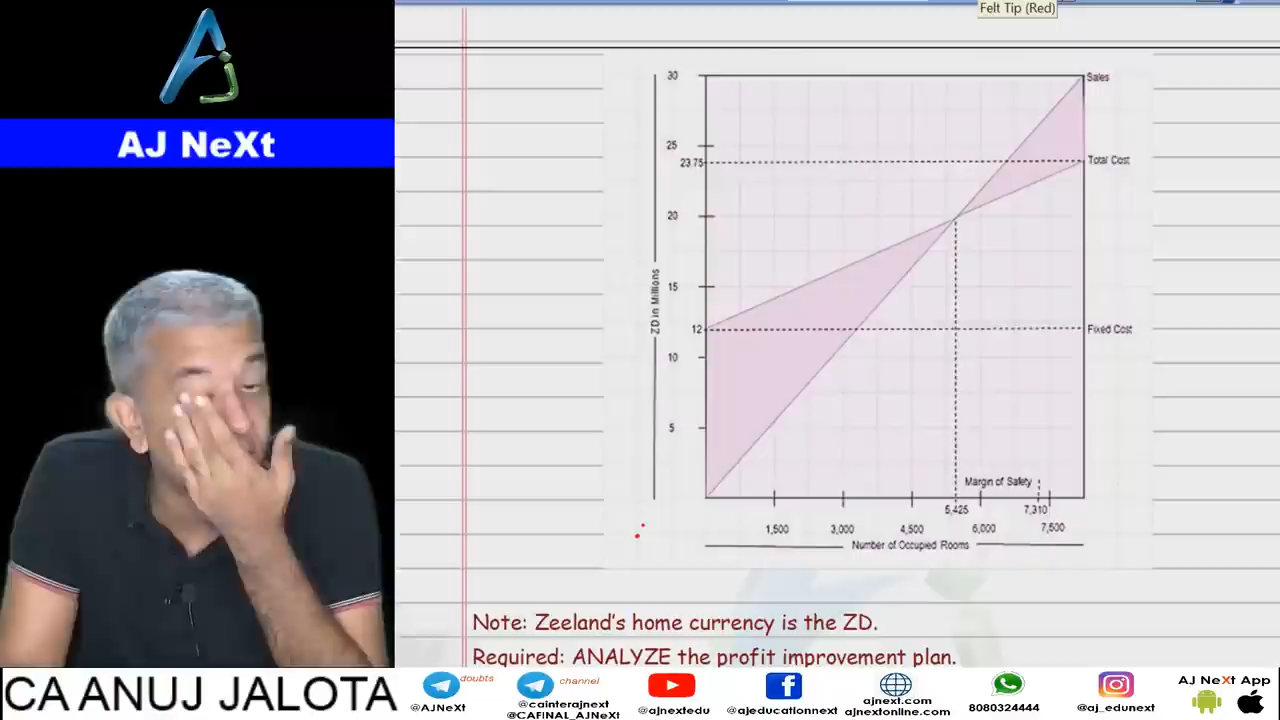 Felt Tip (Red)
AJ
AJ NeXt
30
Sales
25
23.75
Total Cost
20
15
ZD in Millions
12
Fixed Cost
10
5
Margin of Safety
5,425
7,310
1,500
3,000
4,500
6,000
7,500
Number of Occupied Rooms
Note: Zeeland's home currency is the ZD.
Required: ANALYZE the profit improvement plan.
CA ANUJ JALOTA
doubts
@AJNeXt
channel
@cainterajnext
@CAFINAL_AJNeXt
@ajnextedu
@ajeducationnext
ajnext.com
ajnextonline.com
8080324444
@aj_edunext
AJ NeXt App